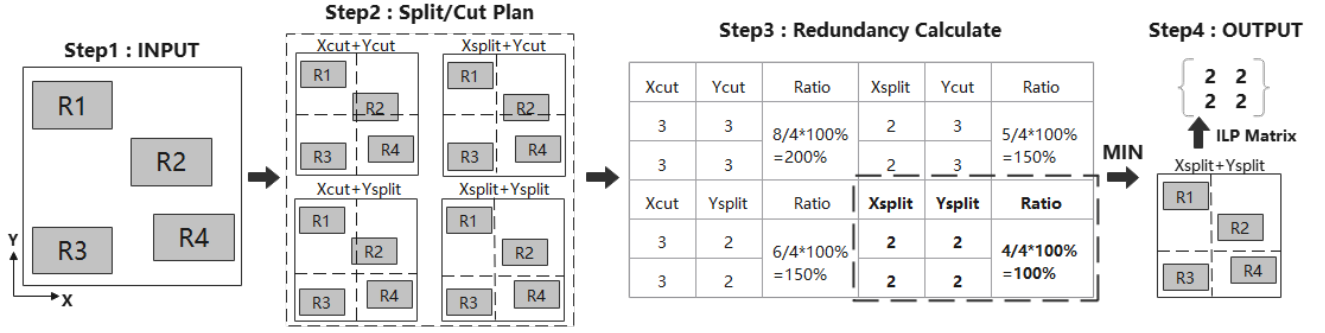 Step1 : INPUT
R1
R2
R3
R4
Y
X
Step2 : Split/Cut Plan
Xcut+Ycut
R1
R2
R3
R4
Xsplit+Ycut
R1
R2
R3
R4
Xcut+Ysplit
R1
R2
R3
R4
Xsplit+Ysplit
R1
R2
R3
R4
Step3 : Redundancy Calculate
Xcut Ycut Ratio Xsplit Ycut Ratio
3 3 8/4*100% 2 3 5/4*100%
3 3 =200% 2 3 =150%
Xcut Ysplit Ratio Xsplit Ysplit Ratio
3 2 6/4*100% 2 2 4/4*100%
3 2 =150% 2 2 =100%
MIN
Step4 : OUTPUT
2 2
2 2
ILP Matrix
Xsplit+Ysplit
R1
R2
R3
R4